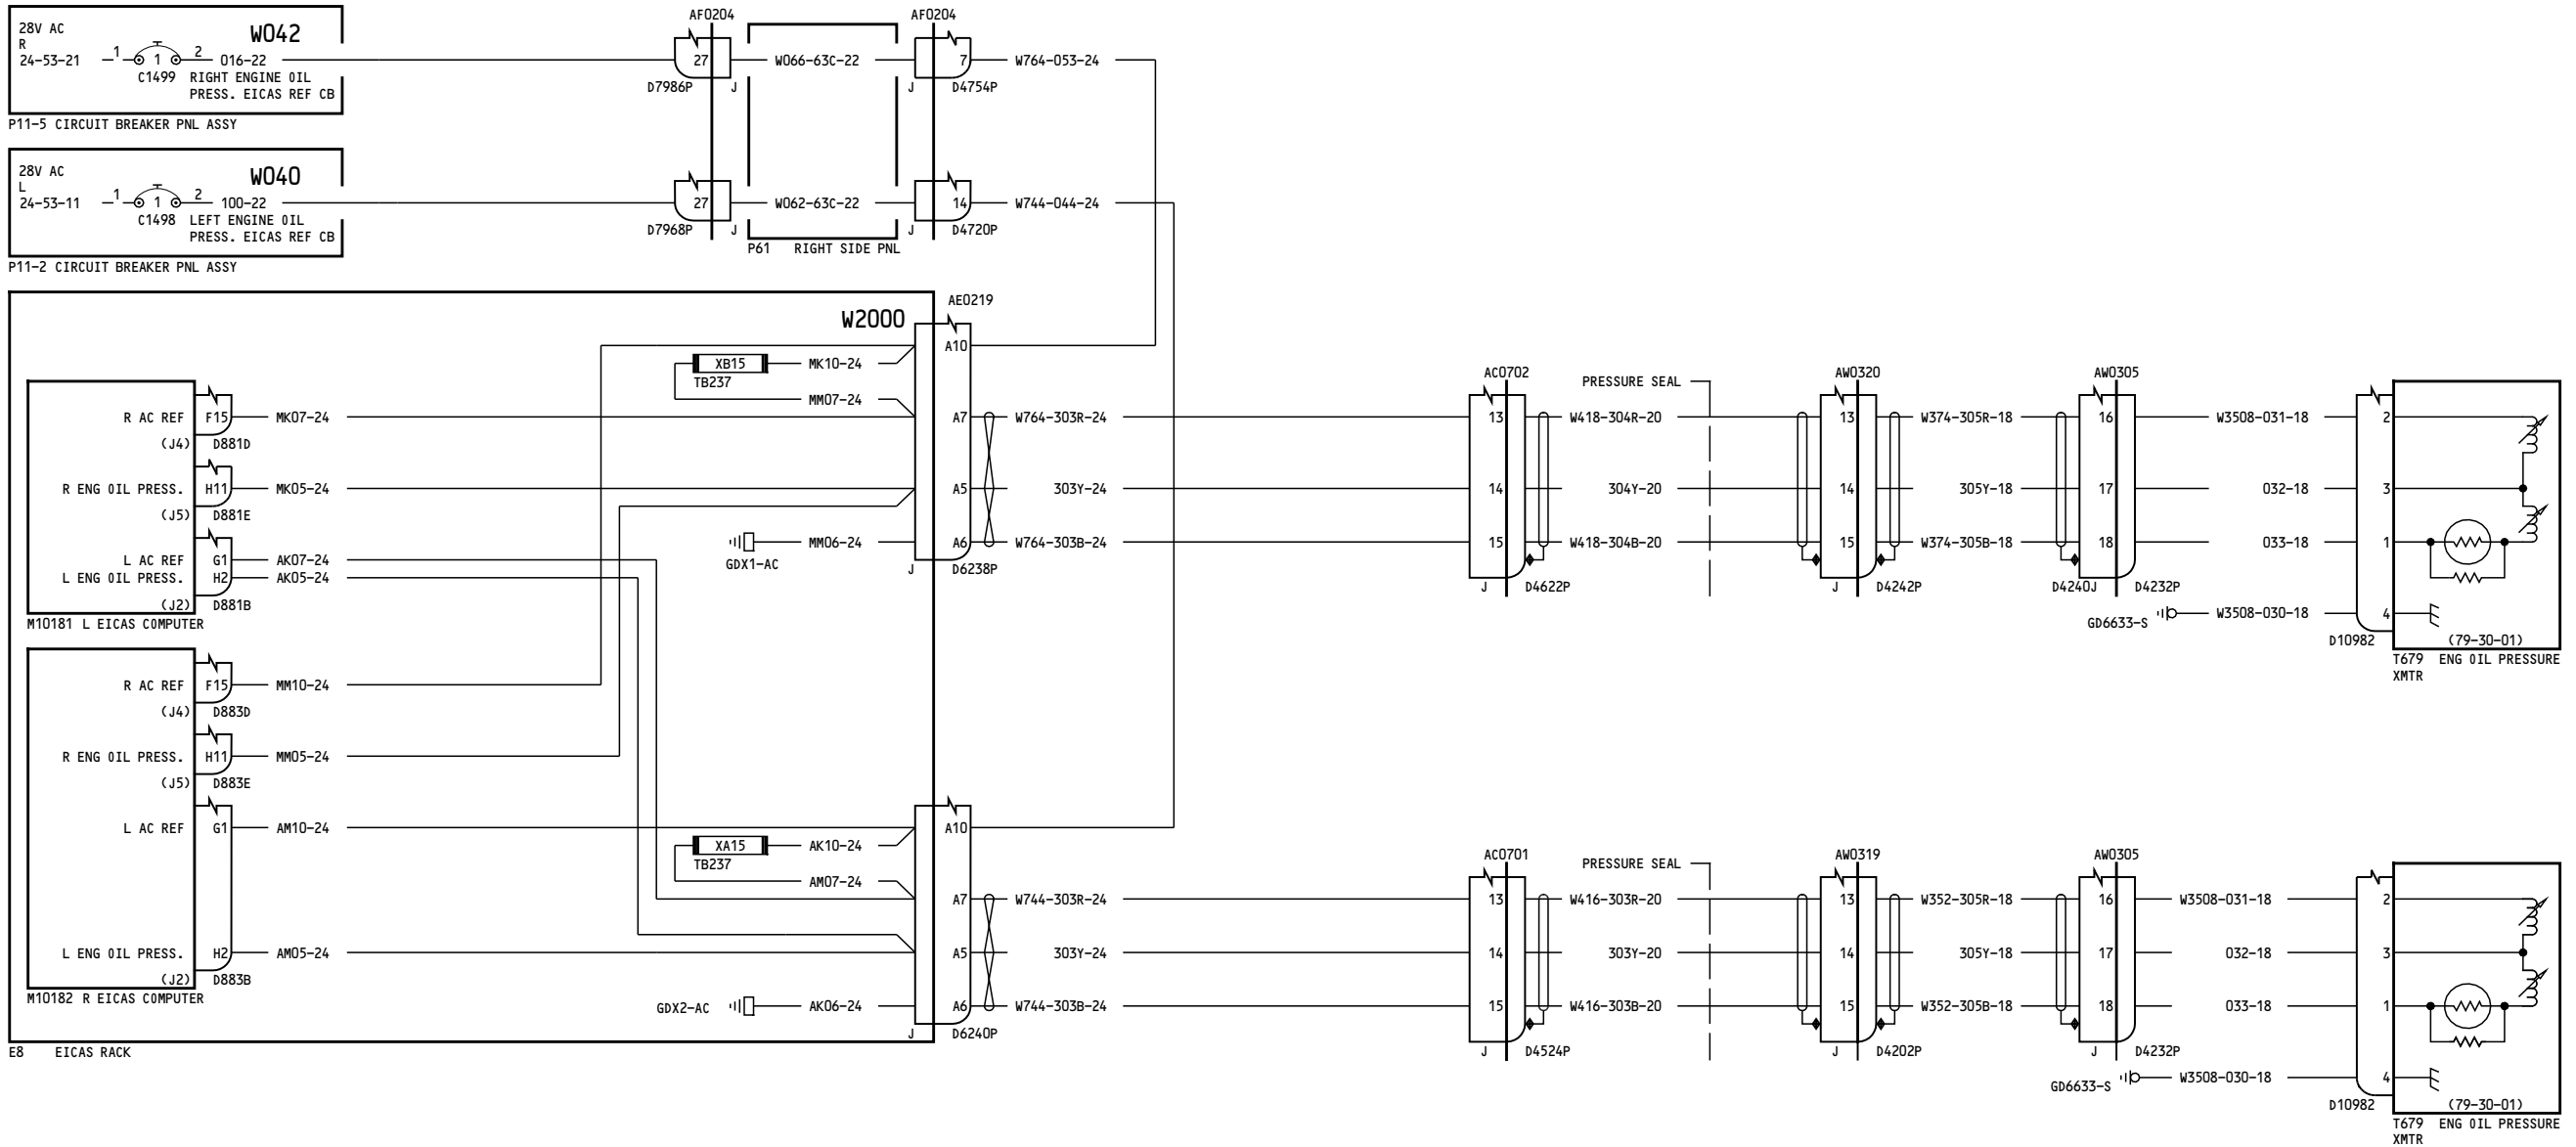 28V AC
R
24-53-21
1
1
2
W042
016-22
C1499
RIGHT ENGINE OIL
PRESS. EICAS REF CB
P11-5 CIRCUIT BREAKER PNL ASSY
AF0204
27
D7986P
J
W066-63C-22
AF0204
7
J
D4754P
W764-053-24
28V AC
L
24-53-11
1
1
2
W040
100-22
C1498
LEFT ENGINE OIL
PRESS. EICAS REF CB
P11-2 CIRCUIT BREAKER PNL ASSY
27
D7968P
J
W062-63C-22
14
J
D4720P
W744-044-24
P61 RIGHT SIDE PNL
W2000
AE0219
A10
XB15
TB237
MK10-24
MM07-24
R AC REF
F15
MK07-24
(J4)
D881D
A7
W764-303R-24
R ENG OIL PRESS.
H11
MK05-24
(J5)
D881E
A5
303Y-24
GDX1-AC
MM06-24
A6
W764-303B-24
L AC REF
G1
AK07-24
L ENG OIL PRESS.
H2
AK05-24
(J2)
D881B
J
D6238P
M10181 L EICAS COMPUTER
R AC REF
F15
MM10-24
(J4)
D883D
R ENG OIL PRESS.
H11
MM05-24
(J5)
D883E
L AC REF
G1
AM10-24
A10
XA15
TB237
AK10-24
AM07-24
A7
W744-303R-24
L ENG OIL PRESS.
H2
AM05-24
(J2)
D883B
A5
303Y-24
M10182 R EICAS COMPUTER
GDX2-AC
AK06-24
A6
W744-303B-24
J
D6240P
E8 EICAS RACK
AC0702
13
14
15
J
D4622P
PRESSURE SEAL
W418-304R-20
304Y-20
W418-304B-20
AW0320
13
14
15
J
D4242P
W374-305R-18
305Y-18
W374-305B-18
AW0305
16
17
18
D4240J
D4232P
W3508-031-18
032-18
033-18
GD6633-S
W3508-030-18
2
3
1
4
D10982
(79-30-01)
T679 ENG OIL PRESSURE
XMTR
AC0701
13
14
15
J
D4524P
PRESSURE SEAL
W416-303R-20
303Y-20
W416-303B-20
AW0319
13
14
15
J
D4202P
W352-305R-18
305Y-18
W352-305B-18
AW0305
16
17
18
J
D4232P
W3508-031-18
032-18
033-18
GD6633-S
W3508-030-18
2
3
1
4
D10982
(79-30-01)
T679 ENG OIL PRESSURE
XMTR